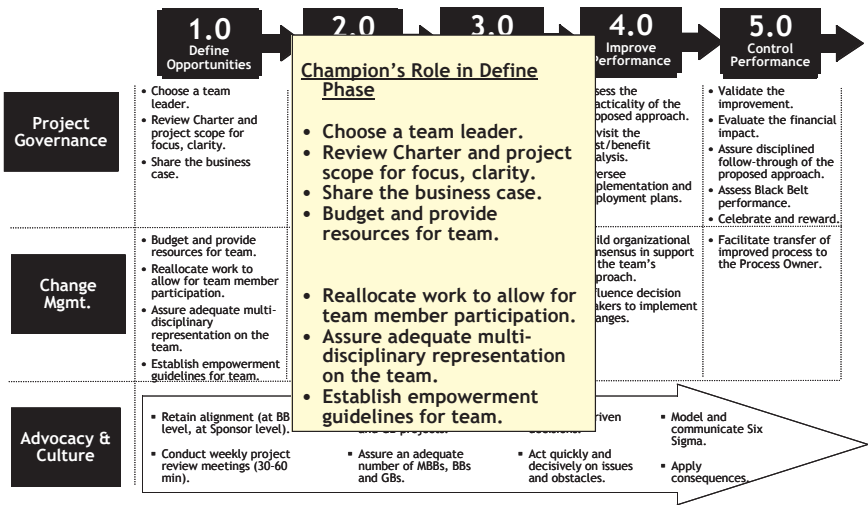 1.0
Define
Opportunities
2.0
3.0
4.0
Improve
Performance
5.0
Control
Performance
Project
Governance
• Choose a team
leader.
• Review Charter and
project scope for
focus, clarity.
• Share the business
case.
Champion's Role in Define
Phase
• Choose a team leader.
• Review Charter and project
scope for focus, clarity.
• Share the business case.
• Budget and provide
resources for team.
• Reallocate work to allow for
team member participation.
• Assure adequate multi-
disciplinary representation
on the team.
• Establish empowerment
guidelines for team.
of the
approach.
plans.
and
• Validate the
improvement.
• Evaluate the financial
impact.
• Assure disciplined
follow-through of the
proposed approach.
• Assess Black Belt
performance.
• Celebrate and reward.
Change
Mgmt.
• Budget and provide
resources for team.
• Reallocate work to
allow for team member
participation.
• Assure adequate multi-
disciplinary
representation on the
team.
• Establish empowerment
guidelines for team.
organizational
in support
the team's
decision
to implement
• Facilitate transfer of
improved process to
the Process Owner.
Advocacy &
Culture
▪ Retain alignment (at BB
level, at Sponsor level).
▪ Conduct weekly project
review meetings (30-60
min).
▪ Assure an adequate
number of MBBs, BBs
and GBs.
▪ Act quickly and
decisively on issues
and obstacles.
▪ Model and
communicate Six
Sigma.
▪ Apply
consequences.